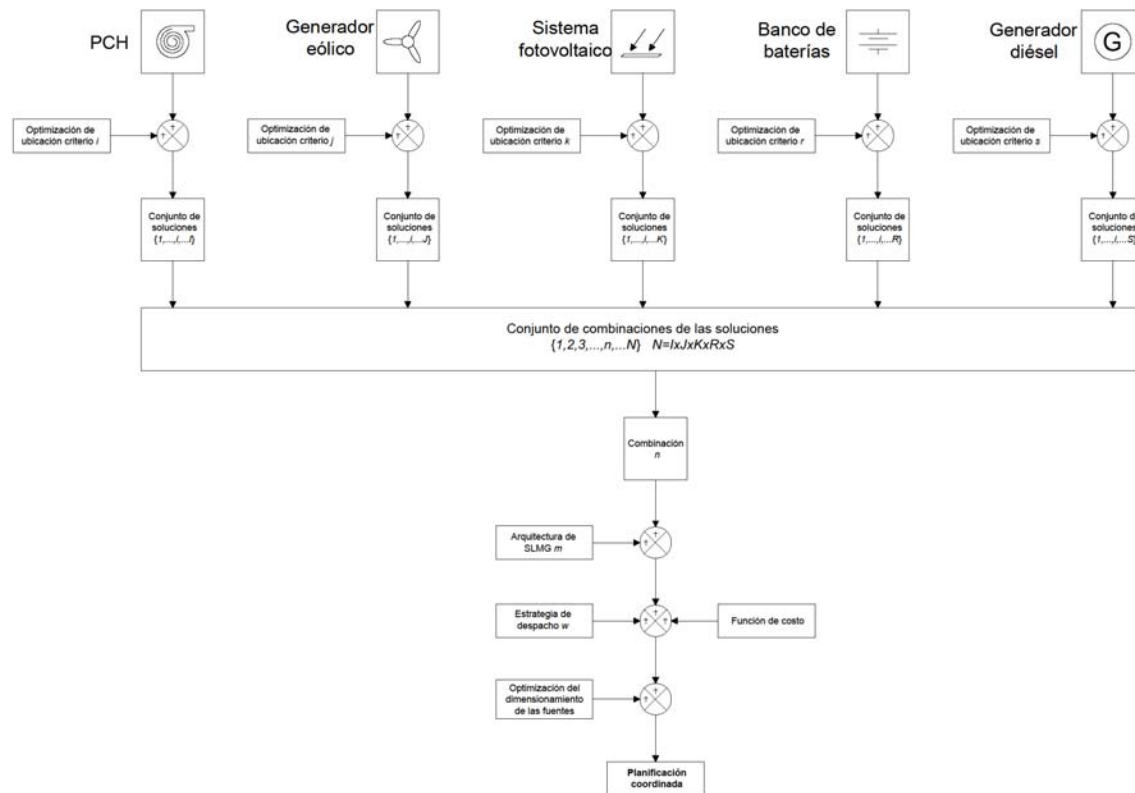 PCH
Generador
eólico
Sistema
fotovoltaico
Banco de
baterías
Generador
diésel
G
Optimización de
ubicación criterio i
Optimización de
ubicación criterio j
Optimización de
ubicación criterio k
Optimización de
ubicación criterio r
Optimización de
ubicación criterio s
Conjunto de
soluciones
{1,...,i,...I}
Conjunto de
soluciones
{1,...,i,...J}
Conjunto de
soluciones
{1,...,i,...K}
Conjunto de
soluciones
{1,...,i,...R}
Conjunto de
soluciones
{1,...,i,...S}
Conjunto de combinaciones de las soluciones
{1,2,3,...,n,...N} N=IxJxKxRxS
Combinación
n
Arquitectura de
SLMG m
Estrategia de
despacho w
Función de costo
Optimización del
dimensionamiento
de las fuentes
Planificación
coordinada